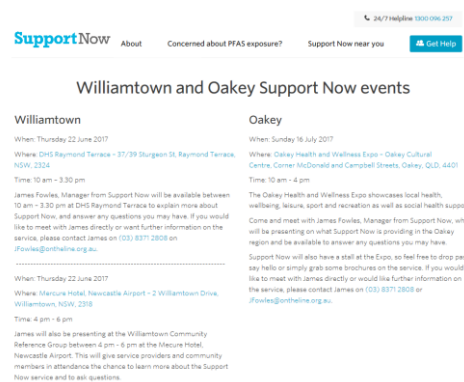 24/7 Helpline 1300 096 257
SupportNow
About
Concerned about PFAS exposure?
Support Now near you
Get Help
Williamtown and Oakey Support Now events
Williamtown
When: Thursday 22 June 2017
Where: DHS Raymond Terrace – 37/39 Sturgeon St, Raymond Terrace,
NSW, 2324
Time: 10 am – 3.30 pm
James Fowles, Manager from Support Now will be available between
10 am – 3.30 pm at DHS Raymond Terrace to explain more about
Support Now, and answer any questions you may have. If you would
like to meet with James directly or want further information on the
service, please contact James on (03) 8371 2808 or
JFowles@ontheline.org.au.
When: Thursday 22 June 2017
Where: Mercure Hotel, Newcastle Airport – 2 Williamtown Drive,
Williamtown, NSW, 2318
Time: 4 pm – 6 pm
James will also be presenting at the Williamtown Community
Reference Group between 4 pm – 6 pm at the Mecure Hotel,
Newcastle Airport. This will give service providers and community
members in attendance the chance to learn more about the Support
Now service and to ask questions.
Oakey
When: Sunday 16 July 2017
Where: Oakey Health and Wellness Expo – Oakey Cultural
Centre, Corner McDonald and Campbell Streets, Oakey, QLD, 4401
Time: 10 am – 4 pm
The Oakey Health and Wellness Expo showcases local health,
wellbeing, leisure, sport and recreation as well as social health suppo
Come and meet with James Fowles, Manager from Support Now, wh
will be presenting on what Support Now is providing in the Oakey
region and be available to answer any questions you may have.
Support Now will also have a stall at the Expo, so feel free to drop pas
say hello or simply grab some brochures on the service. If you would
like to meet with James directly or would like further information on
the service, please contact James on (03) 8371 2808 or
JFowles@ontheline.org.au.